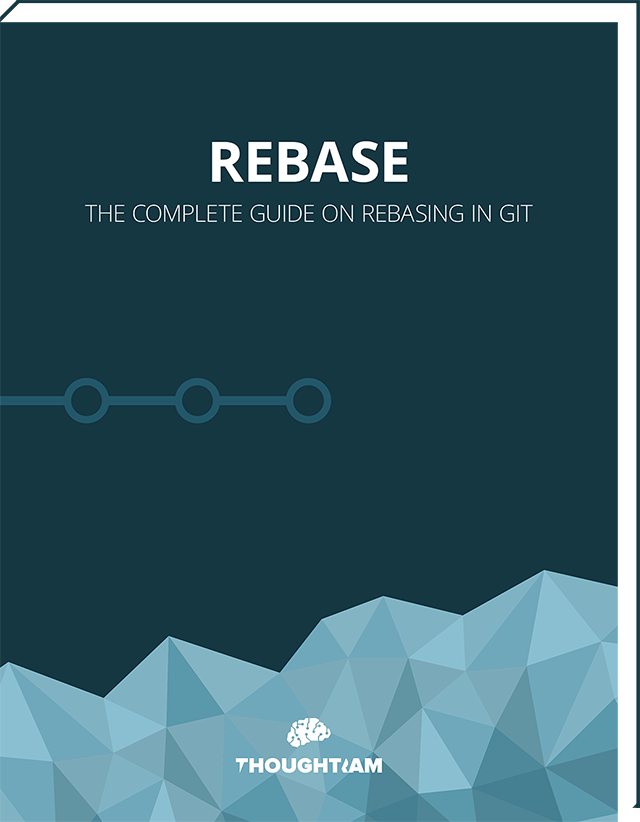 REBASE
THE COMPLETE GUIDE ON REBASING IN GIT
THOUGHTRAM